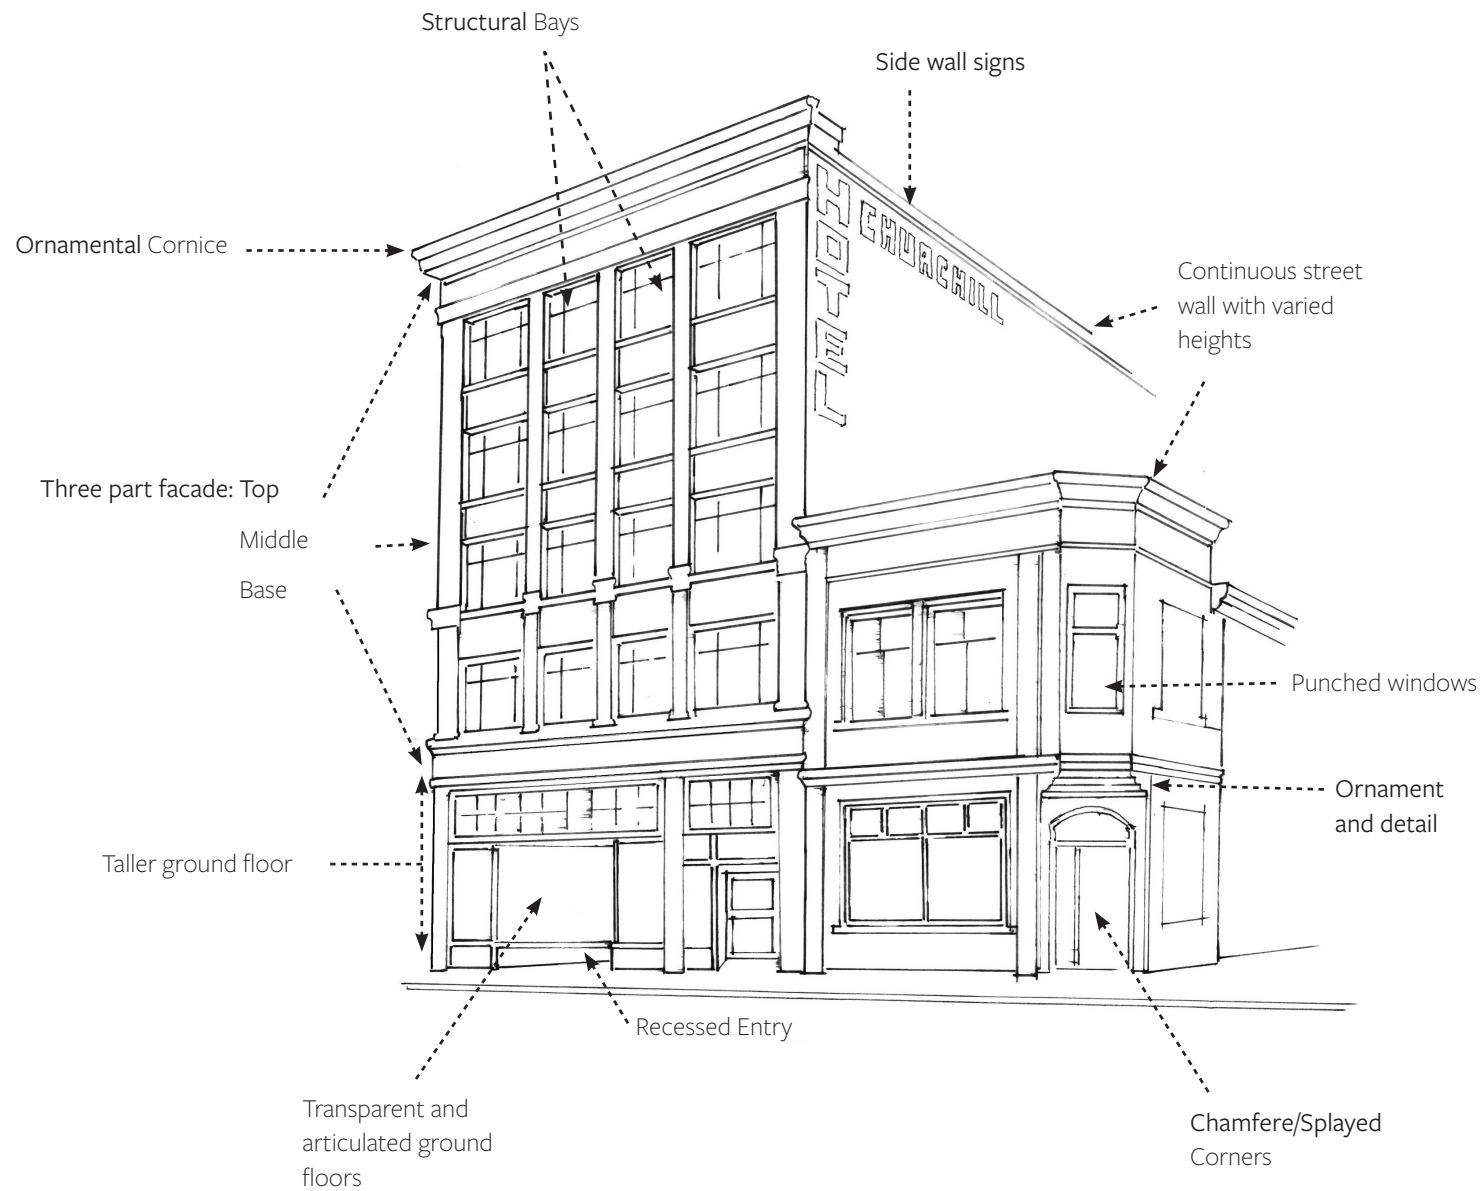 Structural Bays
Side wall signs
HOTEL
CHURCHILL
Ornamental Cornice
Continuous street
wall with varied
heights
Three part facade: Top
Middle
Base
Punched windows
Ornament
and detail
Taller ground floor
Recessed Entry
Transparent and
articulated ground
floors
Chamfere/Splayed
Corners